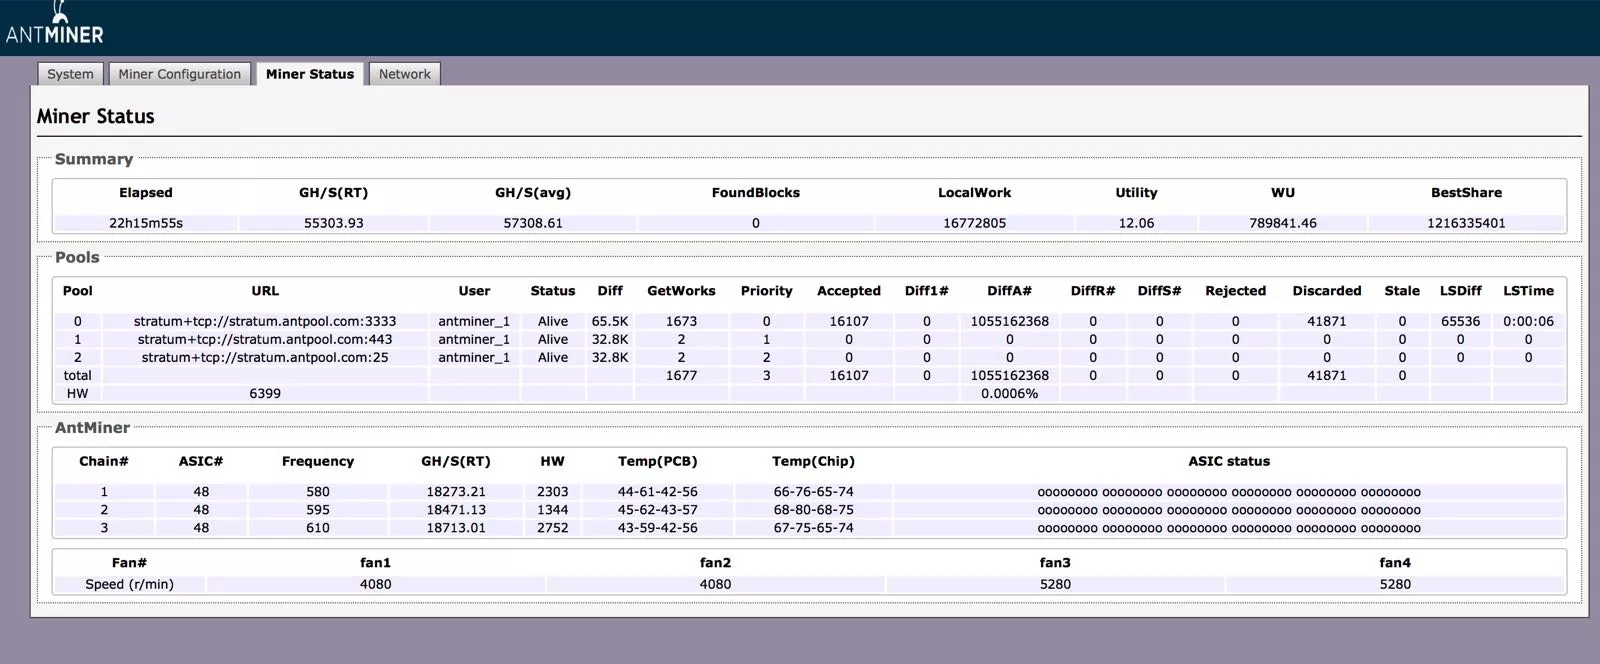 ANTMINER
System Miner Configuration Miner Status Network
Miner Status
Summary
Elapsed GH/S(RT) GH/S(avg) FoundBlocks LocalWork Utility WU BestShare
22h15m55s 55303.93 57308.61 0 16772805 12.06 789841.46 1216335401
Pools
Pool URL User Status Diff GetWorks Priority Accepted Diff1# DiffA# DiffR# DiffS# Rejected Discarded Stale LSDiff LSTime
0 stratum+tcp://stratum.antpool.com:3333 antminer_1 Alive 65.5K 1673 0 16107 0 1055162368 0 0 0 41871 0 65536 0:00:06
1 stratum+tcp://stratum.antpool.com:443 antminer_1 Alive 32.8K 2 1 0 0 0 0 0 0 0 0 0 0
2 stratum+tcp://stratum.antpool.com:25 antminer_1 Alive 32.8K 2 2 0 0 0 0 0 0 0 0 0 0
total 1677 3 16107 0 1055162368 0 0 0 41871 0
HW 6399 0.0006%
AntMiner
Chain# ASIC# Frequency GH/S(RT) HW Temp(PCB) Temp(Chip) ASIC status
1 48 580 18273.21 2303 44-61-42-56 66-76-65-74 oooooooo oooooooo oooooooo oooooooo oooooooo oooooooo
2 48 595 18471.13 1344 45-62-43-57 68-80-68-75 oooooooo oooooooo oooooooo oooooooo oooooooo oooooooo
3 48 610 18713.01 2752 43-59-42-56 67-75-65-74 oooooooo oooooooo oooooooo oooooooo oooooooo oooooooo
Fan# fan1 fan2 fan3 fan4
Speed (r/min) 4080 4080 5280 5280